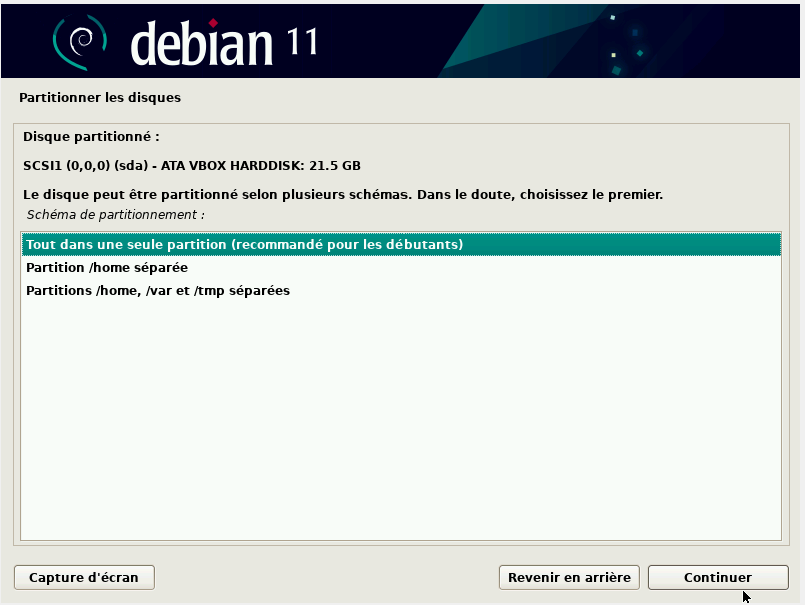 debian 11
Partitionner les disques
Disque partitionné :
SCSI1 (0,0,0) (sda) - ATA VBOX HARDDISK: 21.5 GB
Le disque peut être partitionné selon plusieurs schémas. Dans le doute, choisissez le premier.
Schéma de partitionnement :
Tout dans une seule partition (recommandé pour les débutants)
Partition /home séparée
Partitions /home, /var et /tmp séparées
Capture d'écran
Revenir en arrière
Continuer